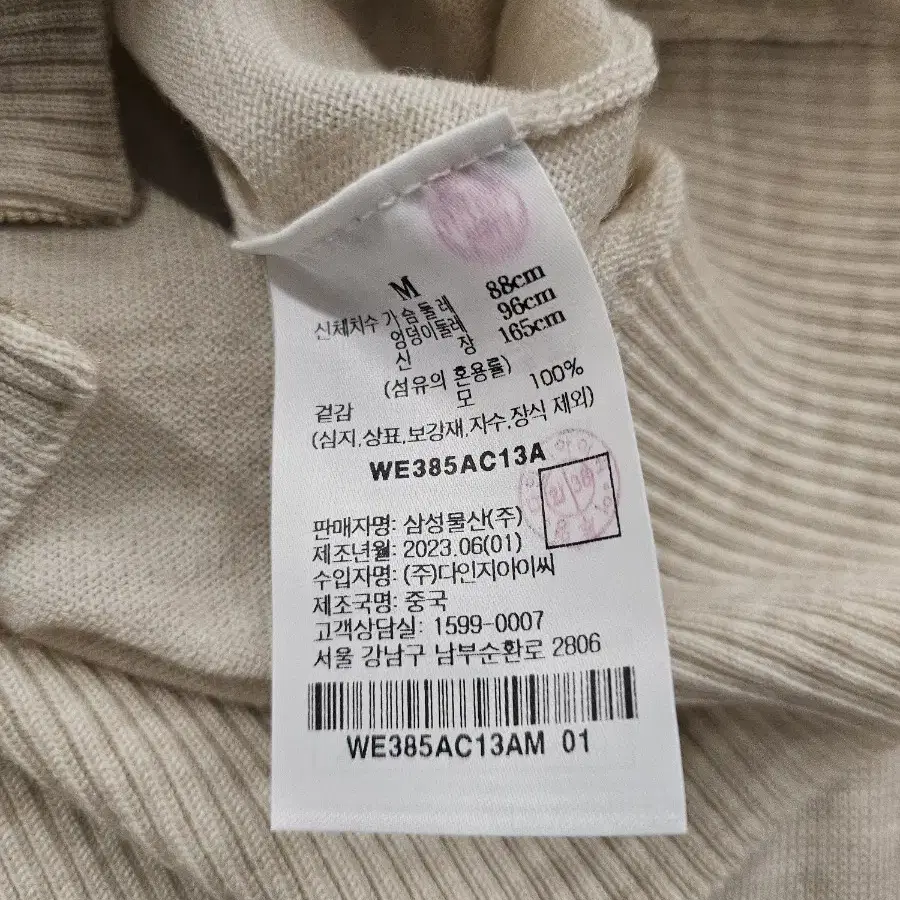 M
신체치수 가슴둘레 88cm
엉덩이둘레 96cm
신장 165cm
(섬유의 혼용률)
겉감 모 100%
(심지,상표,보강재,자수,장식 제외)
WE385AC13A
판매자명: 삼성물산(주)
제조년월: 2023.06(01)
수입자명: (주)다인지아이씨
제조국명: 중국
고객상담실: 1599-0007
서울 강남구 남부순환로 2806
WE385AC13AM 01